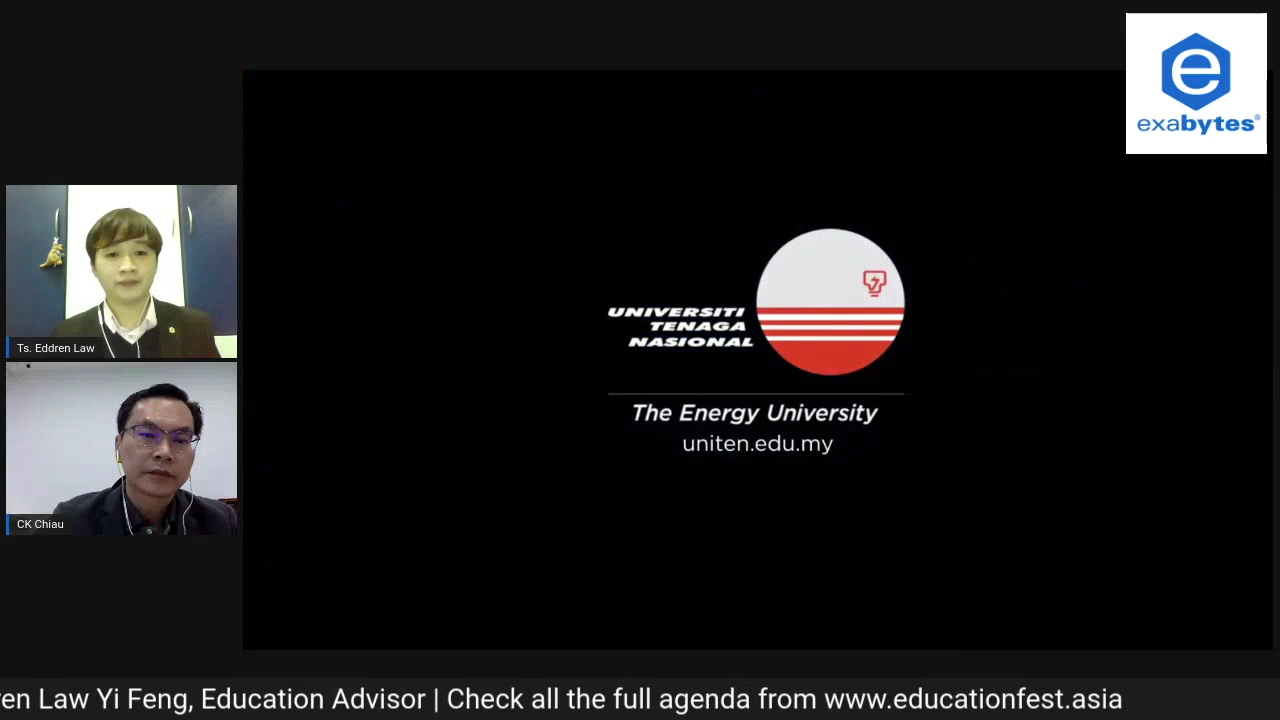 e
exabytes®
Ts. Eddren Law
CK Chiau
UNIVERSITI
TENAGA
NASIONAL
The Energy University
uniten.edu.my
ren Law Yi Feng, Education Advisor | Check all the full agenda from www.educationfest.asia